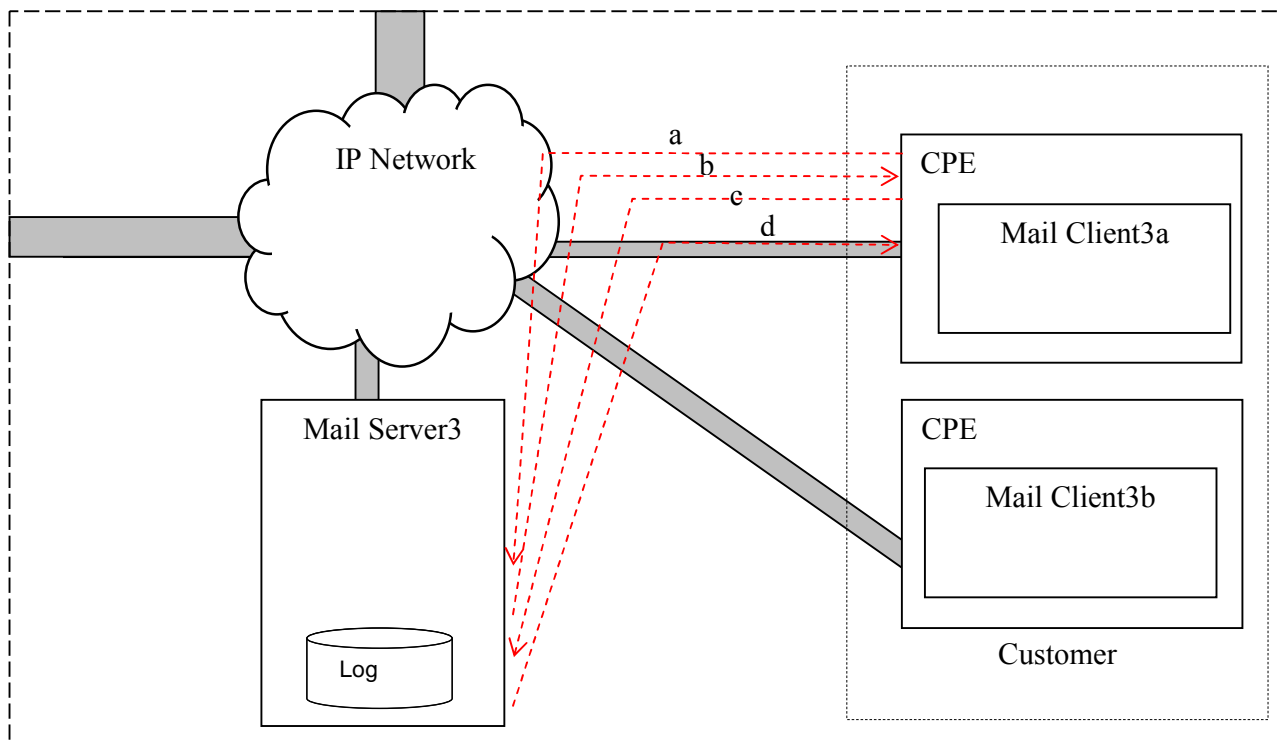 a
IP Network
b
CPE
c
d
Mail Client3a
Mail Server3
CPE
Mail Client3b
Log
Customer